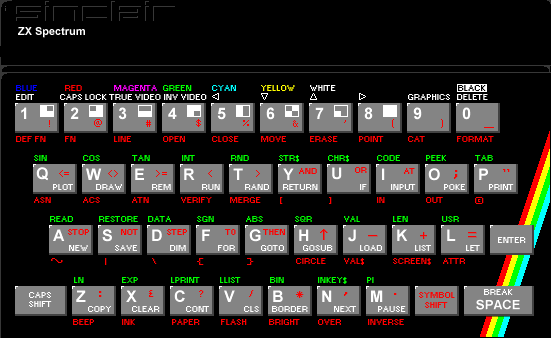 sinclair
ZX Spectrum
BLUE RED MAGENTA GREEN CYAN YELLOW WHITE BLACK
EDIT CAPS LOCK TRUE VIDEO INV VIDEO ◁ ▽ △ ▷ GRAPHICS DELETE
1 ! 2 @ 3 # 4 $ 5 % 6 & 7 ' 8 ( 9 ) 0 _
DEF FN FN LINE OPEN CLOSE MOVE ERASE POINT CAT FORMAT
SIN COS TAN INT RND STR$ CHR$ CODE PEEK TAB
Q <= W <> E >= R < T > Y AND U OR I AT O ; P "
PLOT DRAW REM RUN RAND RETURN IF INPUT POKE PRINT
ASN ACS ATN VERIFY MERGE [ ] IN OUT ©
READ RESTORE DATA SGN ABS SQR VAL LEN USR
A STOP S NOT D STEP F TO G THEN H ↑ J − K + L =
NEW SAVE DIM FOR GOTO GOSUB LOAD LIST LET ENTER
~ | \ { } CIRCLE VAL$ SCREEN$ ATTR
LN EXP LPRINT LLIST BIN INKEY$ PI
CAPS SHIFT Z : X £ C ? V / B * N , M . SYMBOL SHIFT BREAK SPACE
COPY CLEAR CONT CLS BORDER NEXT PAUSE
BEEP INK PAPER FLASH BRIGHT OVER INVERSE